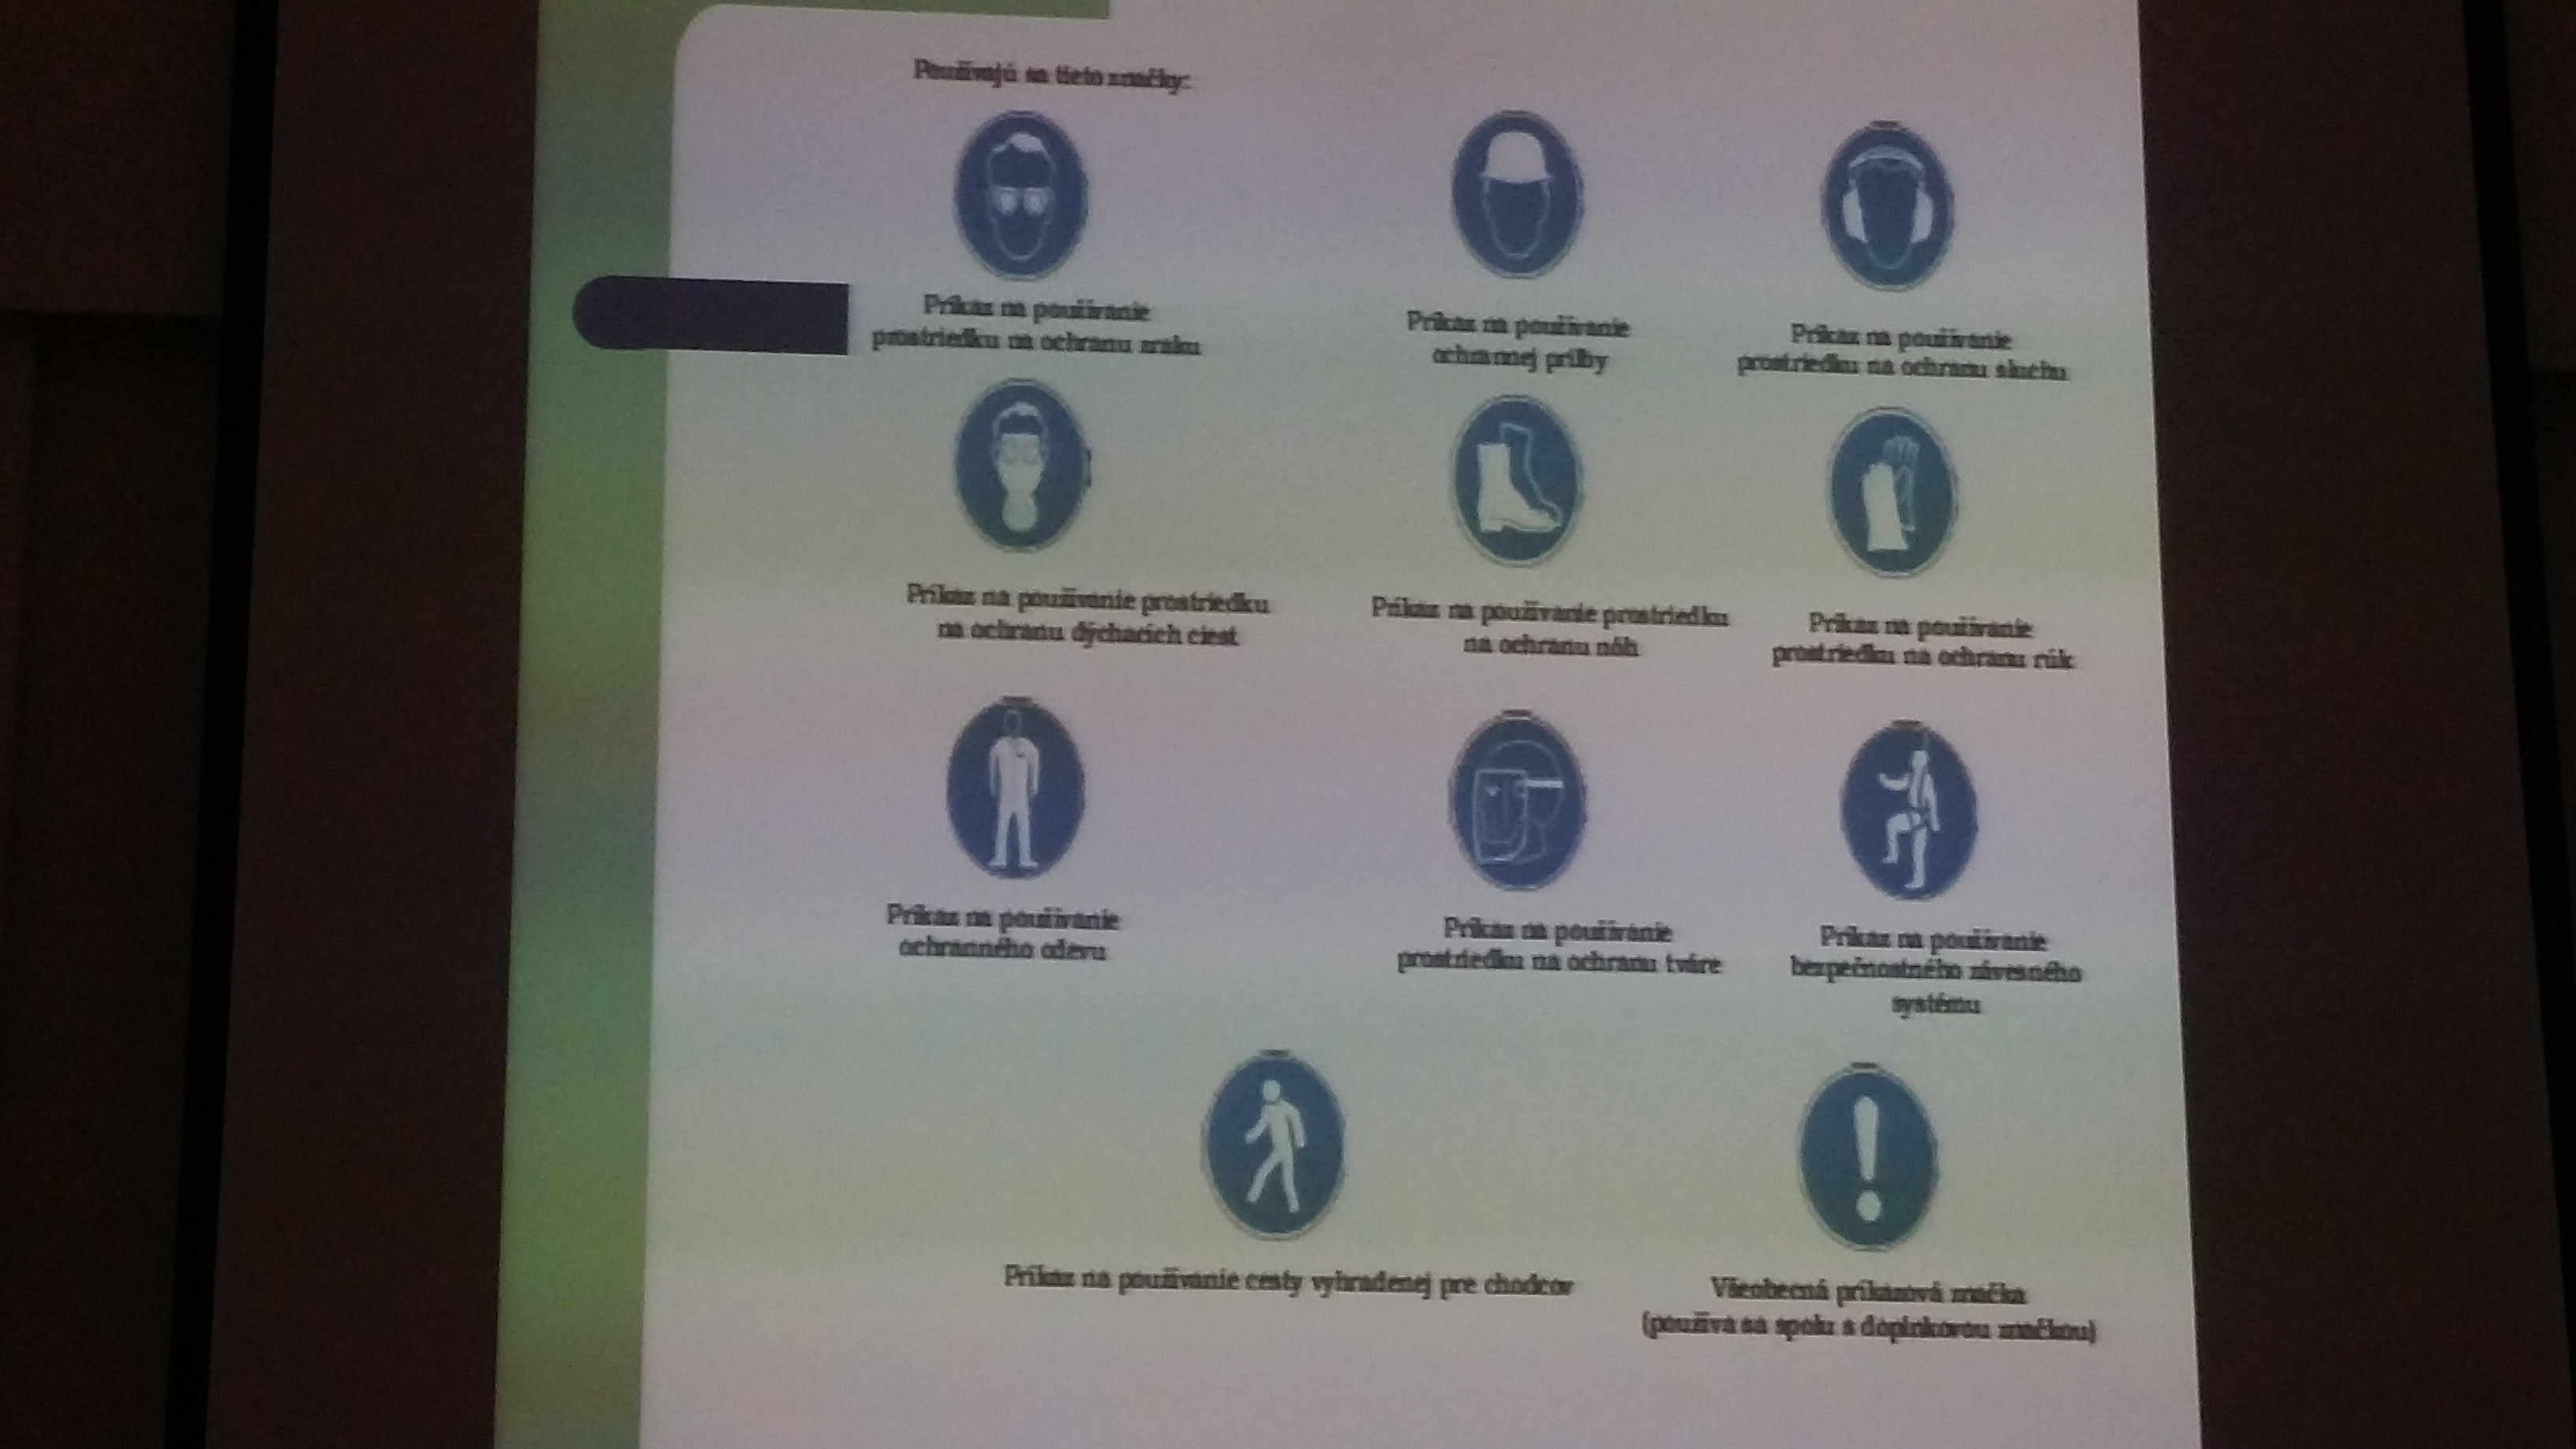 Používajú sa tieto značky:
Príkaz na používanie
prostriedku na ochranu zraku
Príkaz na používanie
ochrannej prilby
Príkaz na používanie
prostriedku na ochranu sluchu
Príkaz na používanie prostriedku
na ochranu dýchacích ciest
Príkaz na používanie prostriedku
na ochranu nôh
Príkaz na používanie
prostriedku na ochranu rúk
Príkaz na používanie
ochranného odevu
Príkaz na používanie
prostriedku na ochranu tváre
Príkaz na používanie
bezpečnostného závesného
systému
Príkaz na používanie cesty vyhradenej pre chodcov
Všeobecná príkazová značka
(používa sa spolu s doplnkovou značkou)